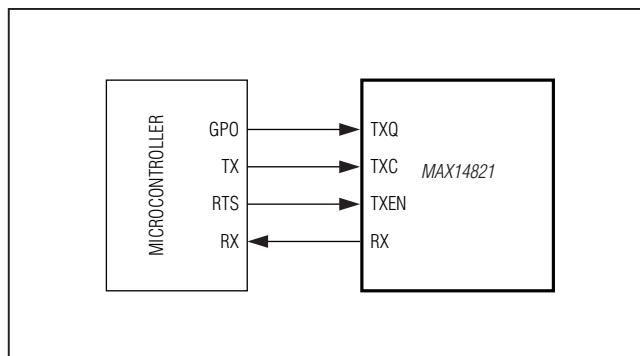 MICROCONTROLLER
GPO
TX
RTS
RX
TXQ
TXC
TXEN
RX
MAX14821